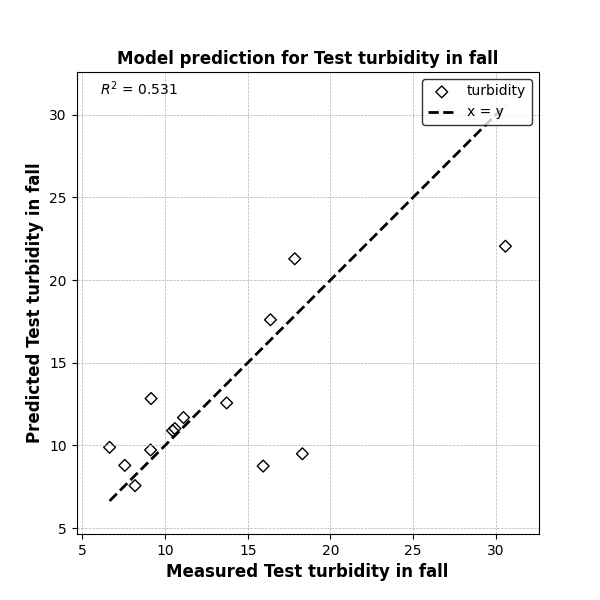 Model prediction for Test turbidity in fall
R² = 0.531
turbidity
x = y
30
25
20
15
10
5
Predicted Test turbidity in fall
5 10 15 20 25 30
Measured Test turbidity in fall